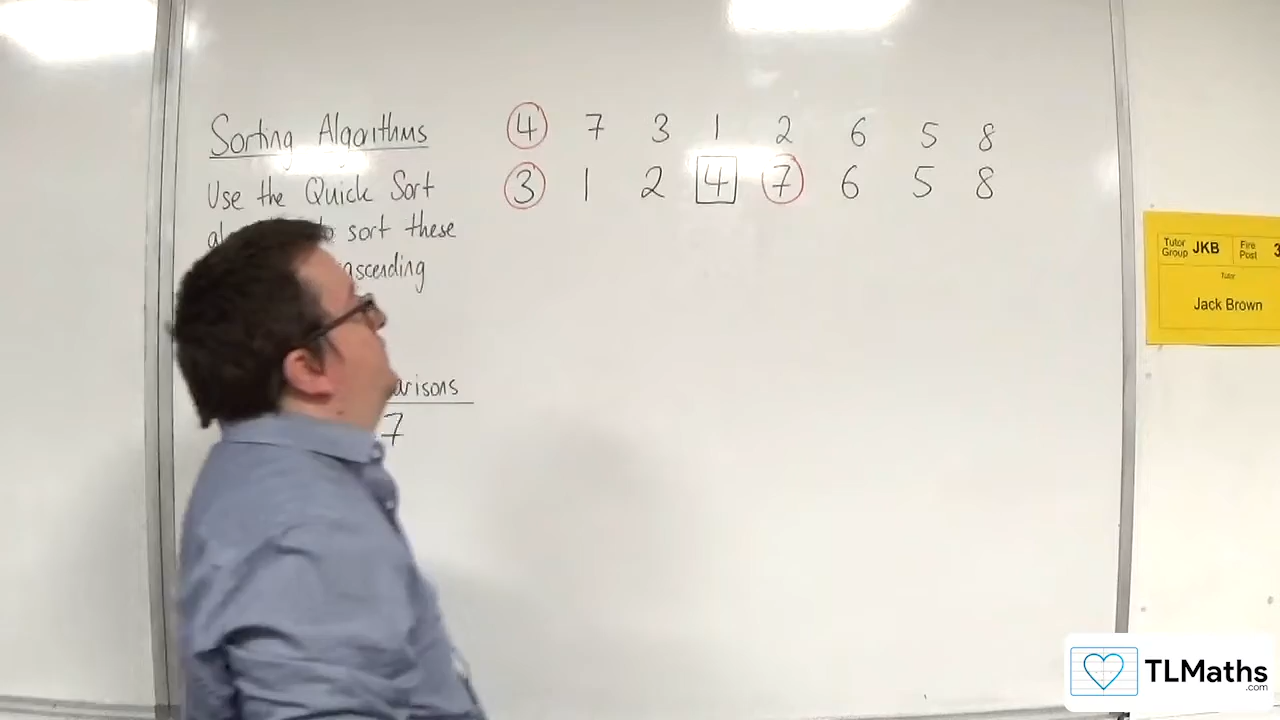 Sorting Algorithms
Use the Quick Sort
sort these
ascending
7
4 7 3 1 2 6 5 8
3 1 2 4 7 6 5 8
Tutor Group JKB Fire Post 3
Tutor
Jack Brown
TLMaths
.com